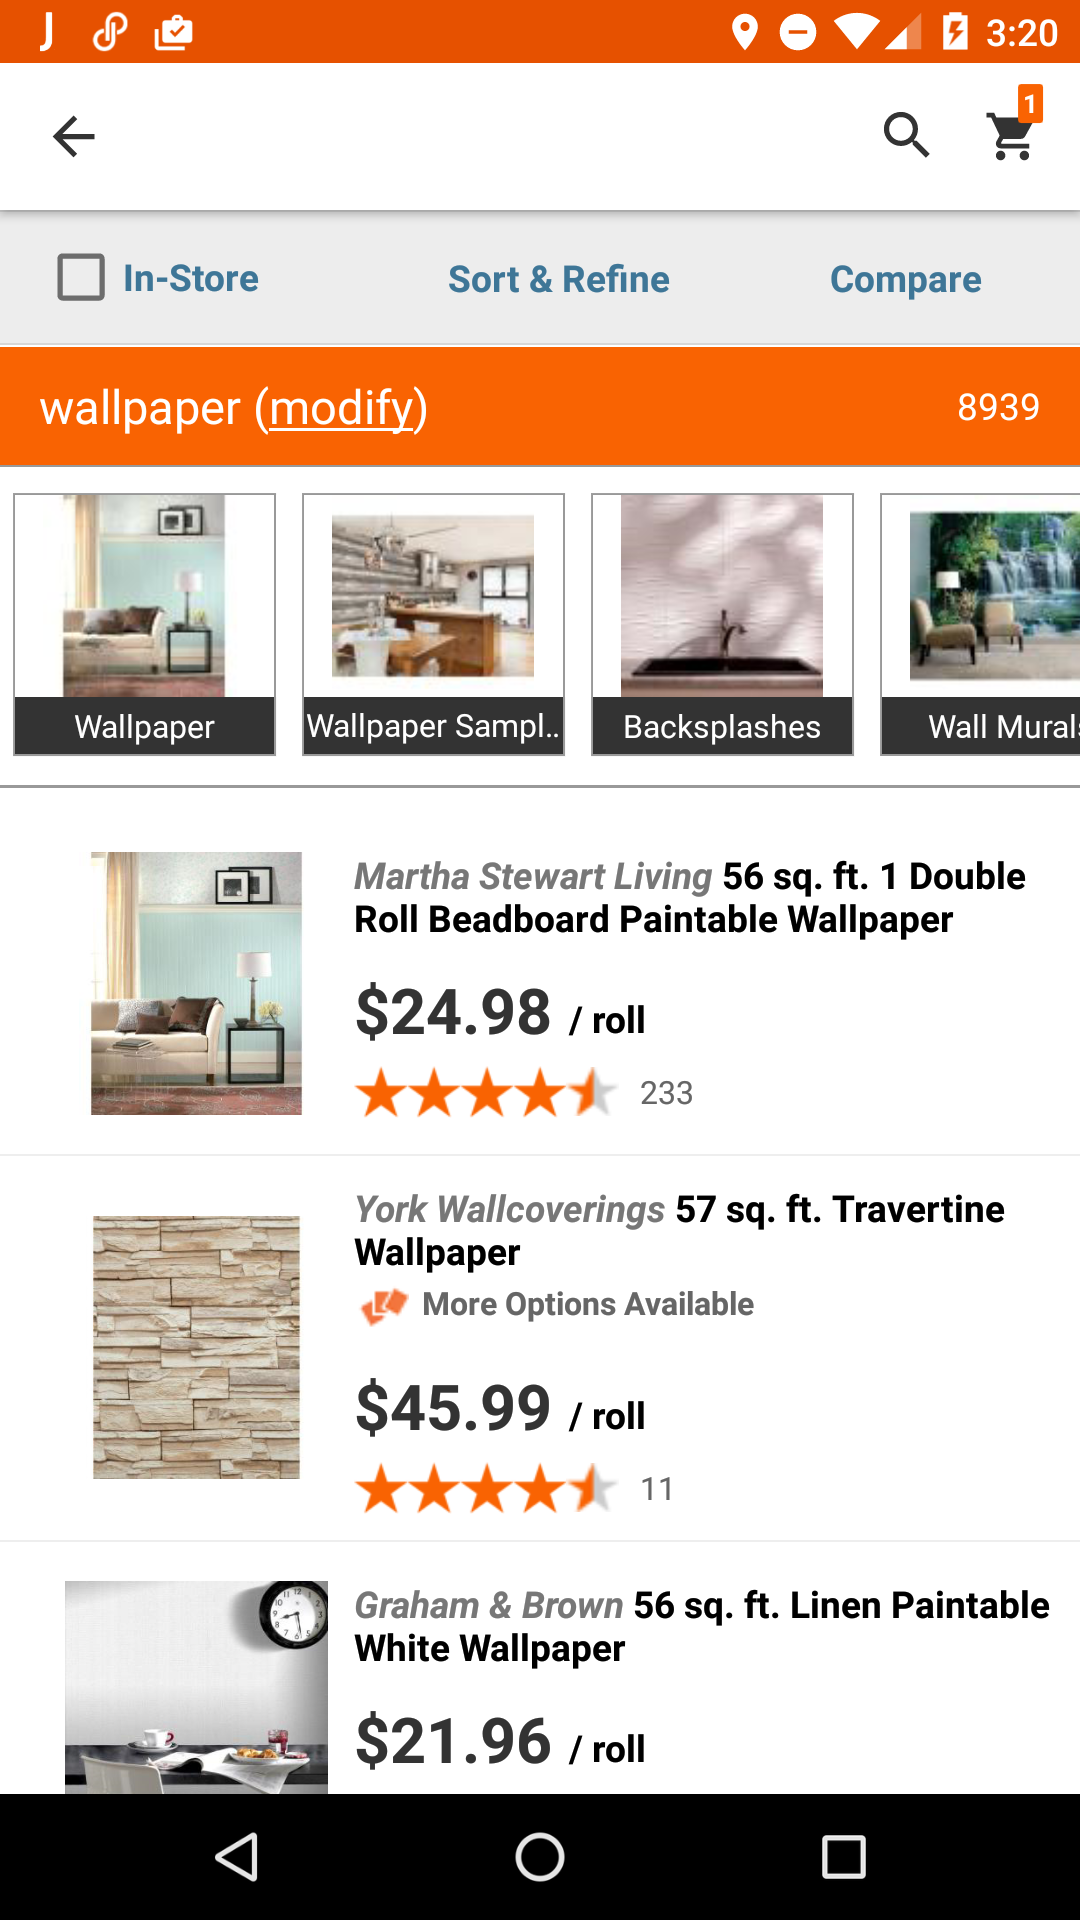 3:20
1
In-Store
Sort & Refine
Compare
wallpaper (modify)
8939
Wallpaper
Wallpaper Sampl..
Backsplashes
Wall Murals
Martha Stewart Living 56 sq. ft. 1 Double
Roll Beadboard Paintable Wallpaper
$24.98 / roll
233
York Wallcoverings 57 sq. ft. Travertine
Wallpaper
More Options Available
$45.99 / roll
11
Graham & Brown 56 sq. ft. Linen Paintable
White Wallpaper
$21.96 / roll